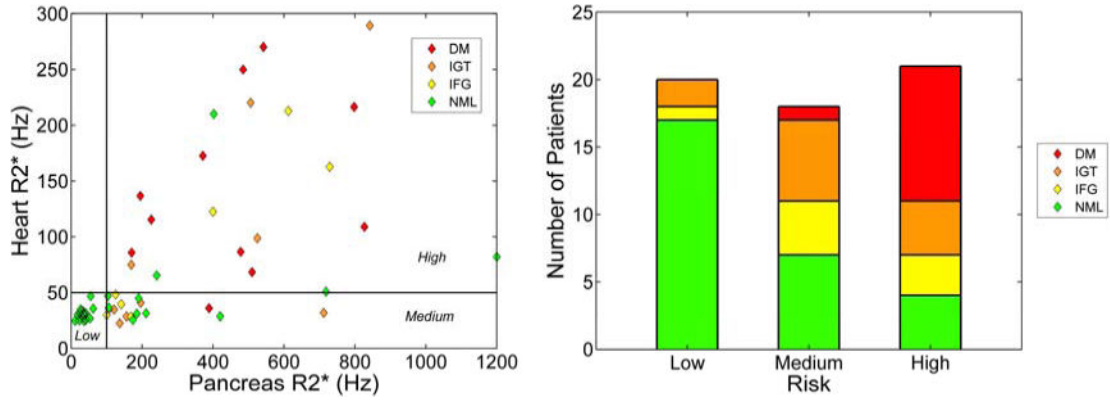 300
250
200
150
100
50
0
Heart R2* (Hz)
DM
IGT
IFG
NML
High
Medium
Low
0 200 400 600 800 1000 1200
Pancreas R2* (Hz)
25
20
15
10
5
0
Number of Patients
Low Medium High
Risk
DM
IGT
IFG
NML